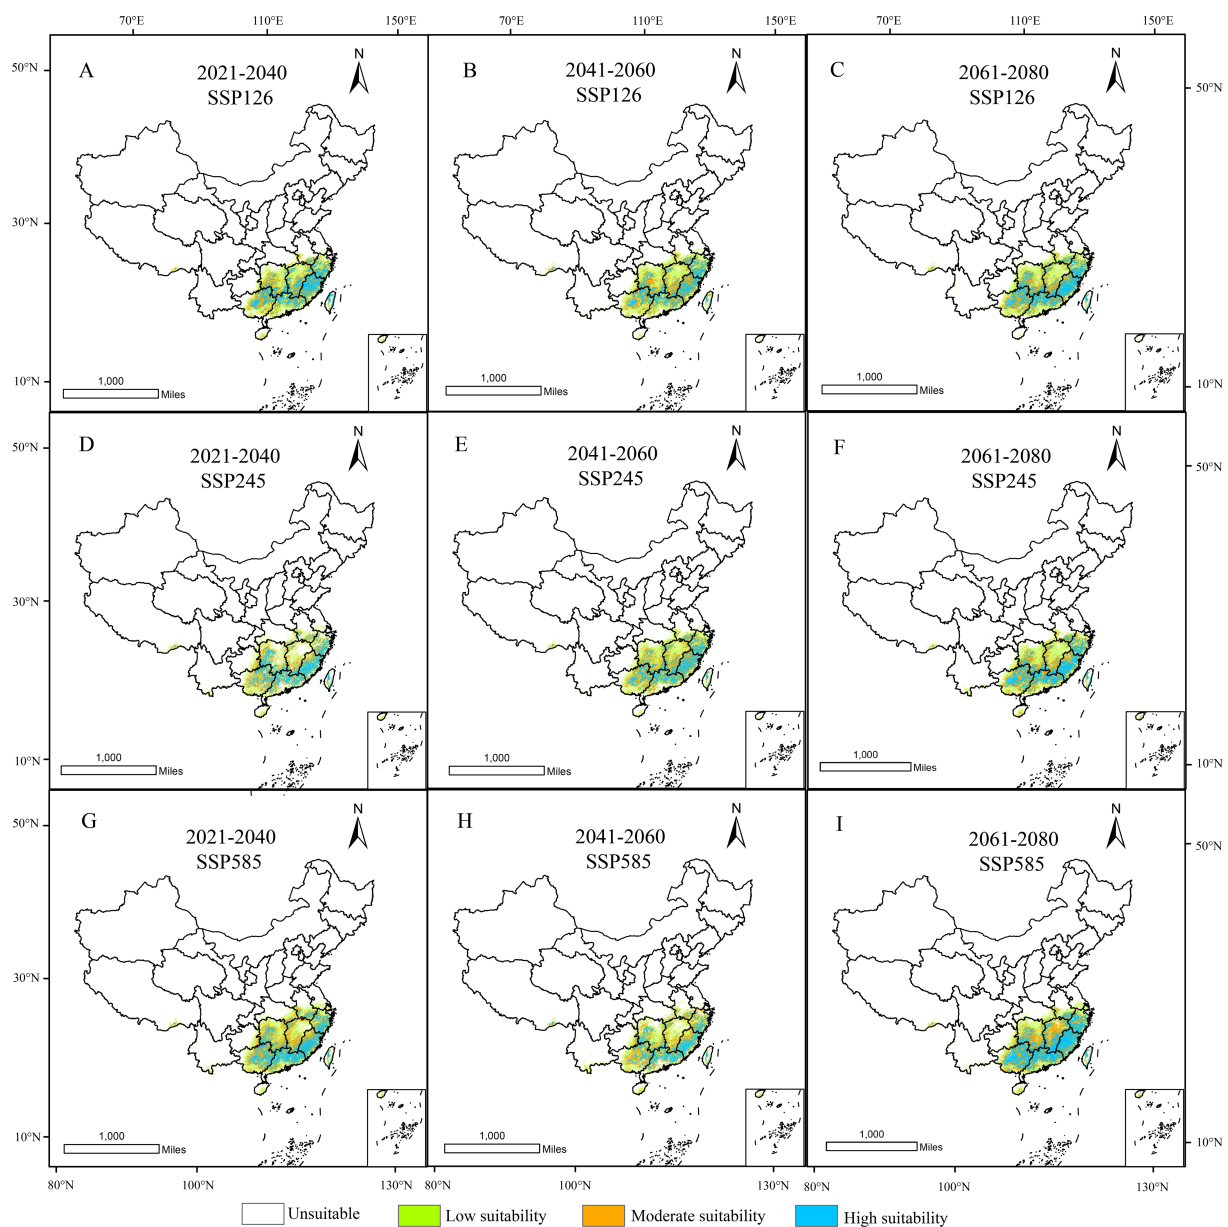 70°E 110°E 150°E 70°E 110°E 150°E 70°E 110°E 150°E
A
2021-2040
SSP126
N
B
2041-2060
SSP126
N
C
2061-2080
SSP126
N
50°N
30°N
10°N
50°N
10°N
1,000
Miles
1,000
Miles
1,000
Miles
D
2021-2040
SSP245
N
E
2041-2060
SSP245
N
F
2061-2080
SSP245
N
50°N
30°N
10°N
50°N
10°N
1,000
Miles
1,000
Miles
1,000
Miles
G
2021-2040
SSP585
N
H
2041-2060
SSP585
N
I
2061-2080
SSP585
N
50°N
30°N
10°N
50°N
10°N
1,000
Miles
1,000
Miles
1,000
Miles
80°N 100°N 130°N 80°N 100°N 130°N 80°N 100°N 130°N
Unsuitable Low suitability Moderate suitability High suitability